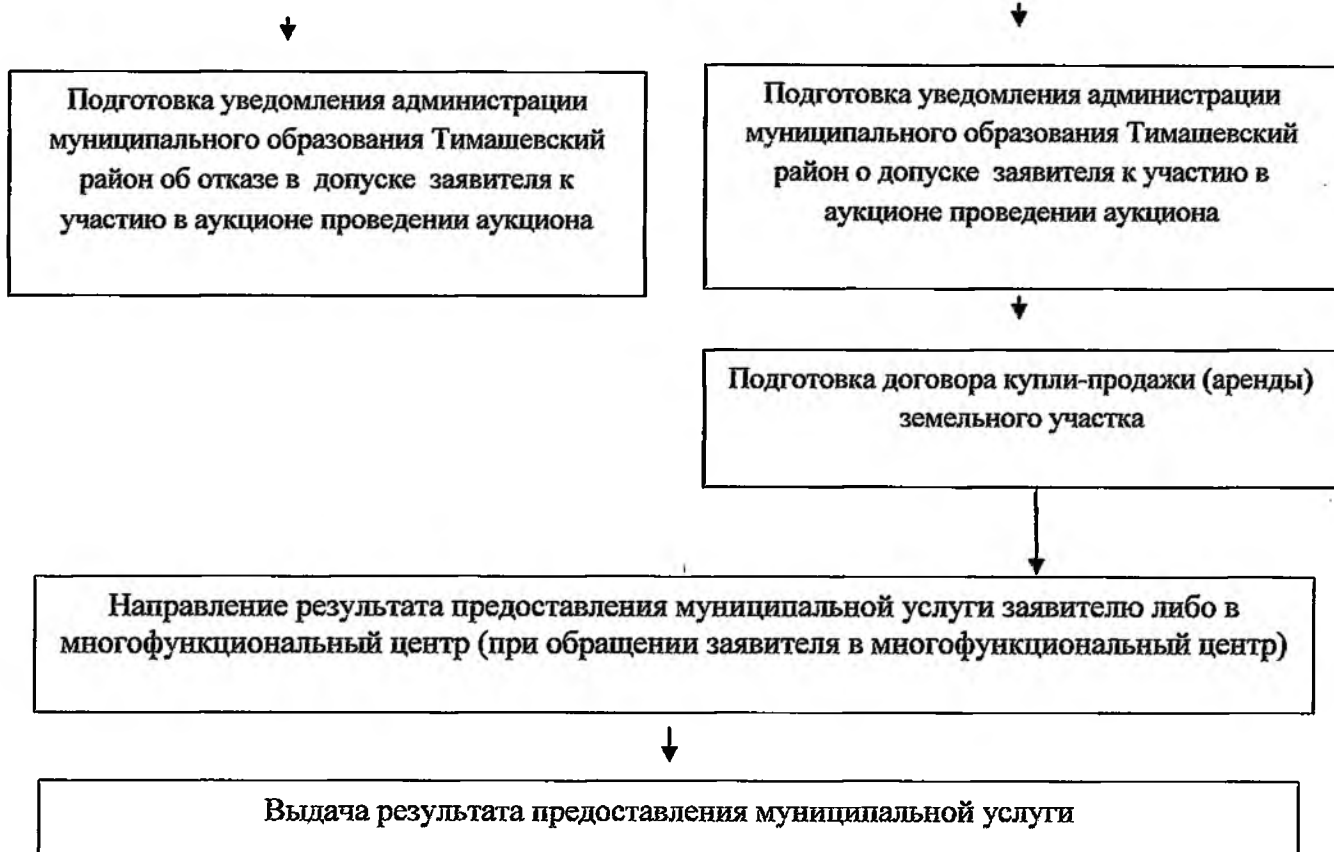 Подготовка уведомления администрации
муниципального образования Тимашевский
район об отказе в допуске заявителя к
участию в аукционе проведении аукциона
Подготовка уведомления администрации
муниципального образования Тимашевский
район о допуске заявителя к участию в
аукционе проведении аукциона
Подготовка договора купли-продажи (аренды)
земельного участка
Направление результата предоставления муниципальной услуги заявителю либо в
многофункциональный центр (при обращении заявителя в многофункциональный центр)
Выдача результата предоставления муниципальной услуги